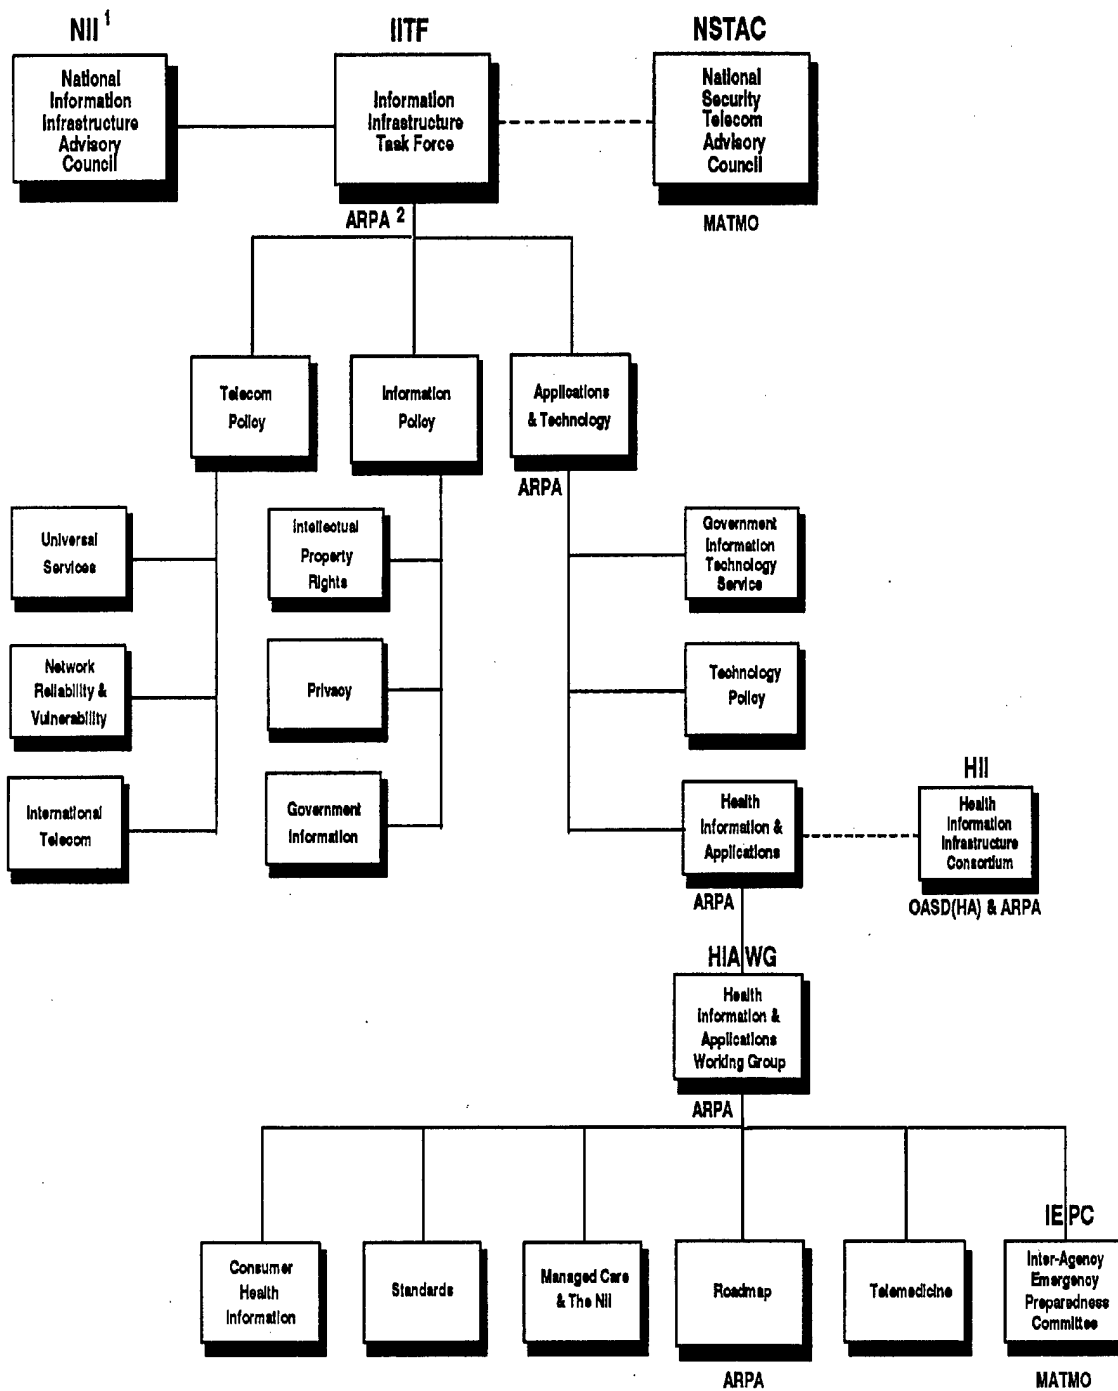 NII 1
IITF
NSTAC
National
Information
Infrastructure
Advisory
Council
Information
Infrastructure
Task Force
National
Security
Telecom
Advisory
Council
ARPA 2
MATMO
Telecom
Policy
Information
Policy
Applications
& Technology
ARPA
Universal
Services
Intellectual
Property
Rights
Government
Information
Technology
Service
Network
Reliability &
Vulnerability
Privacy
Technology
Policy
International
Telecom
Government
Information
Health
Information &
Applications
HII
Health
Information
Infrastructure
Consortium
ARPA
OASD(HA) & ARPA
HIA WG
Health
Information &
Applications
Working Group
ARPA
Consumer
Health
Information
Standards
Managed Care
& The NII
Roadmap
Telemedicine
IEPC
Inter-Agency
Emergency
Preparedness
Committee
ARPA
MATMO